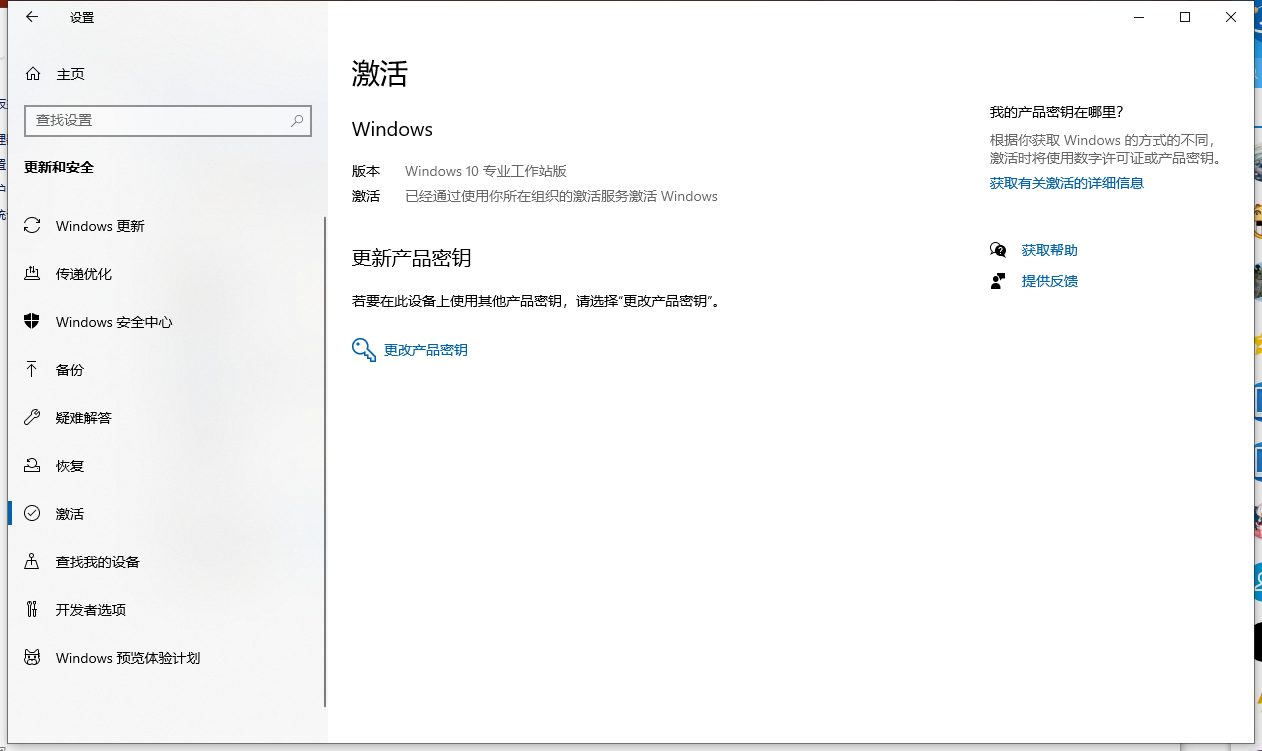 设置
主页
查找设置
更新和安全
Windows 更新
传递优化
Windows 安全中心
备份
疑难解答
恢复
激活
查找我的设备
开发者选项
Windows 预览体验计划
激活
Windows
版本 Windows 10 专业工作站版
激活 已经通过使用你所在组织的激活服务激活 Windows
更新产品密钥
若要在此设备上使用其他产品密钥，请选择“更改产品密钥”。
更改产品密钥
我的产品密钥在哪里?
根据你获取 Windows 的方式的不同，
激活时将使用数字许可证或产品密钥。
获取有关激活的详细信息
获取帮助
提供反馈